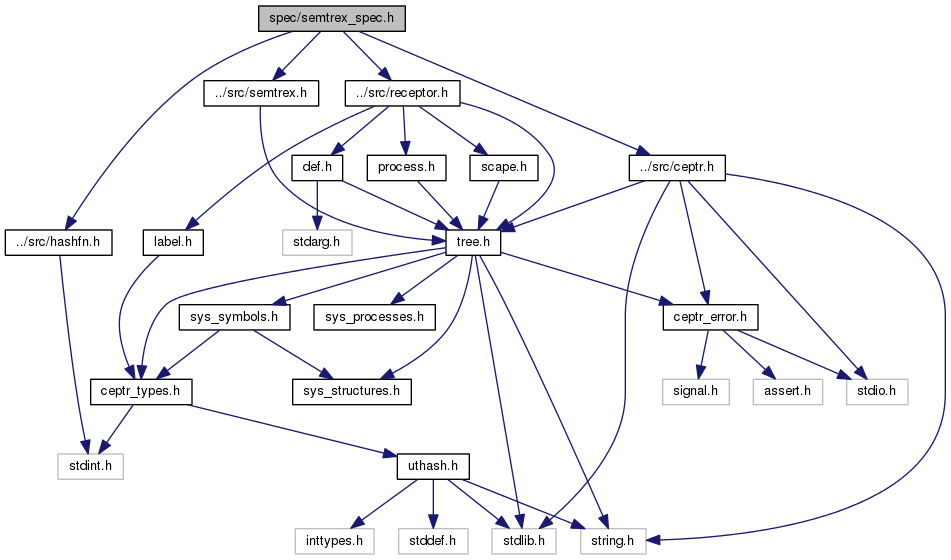 spec/semtrex_spec.h
../src/semtrex.h
../src/receptor.h
def.h
process.h
scape.h
../src/ceptr.h
../src/hashfn.h
label.h
stdarg.h
tree.h
sys_symbols.h
sys_processes.h
ceptr_error.h
ceptr_types.h
sys_structures.h
signal.h
assert.h
stdio.h
stdint.h
uthash.h
inttypes.h
stddef.h
stdlib.h
string.h